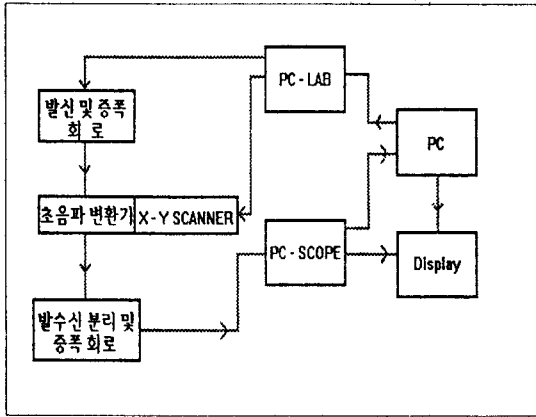 PC - LAB
발신 및 증폭
회 로
PC
초음파 변환기
X - Y SCANNER
PC - SCOPE
Display
발수신 분리 및
증폭 회로